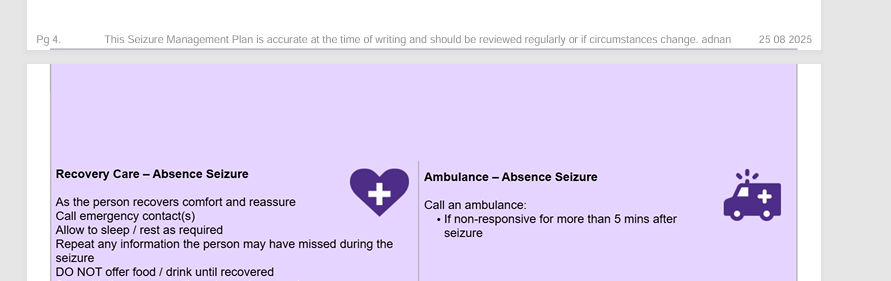 Pg 4. This Seizure Management Plan is accurate at the time of writing and should be reviewed regularly or if circumstances change. adnan 25 08 2025
Recovery Care – Absence Seizure
As the person recovers comfort and reassure
Call emergency contact(s)
Allow to sleep / rest as required
Repeat any information the person may have missed during the
seizure
DO NOT offer food / drink until recovered
Ambulance – Absence Seizure
Call an ambulance:
• If non-responsive for more than 5 mins after
seizure